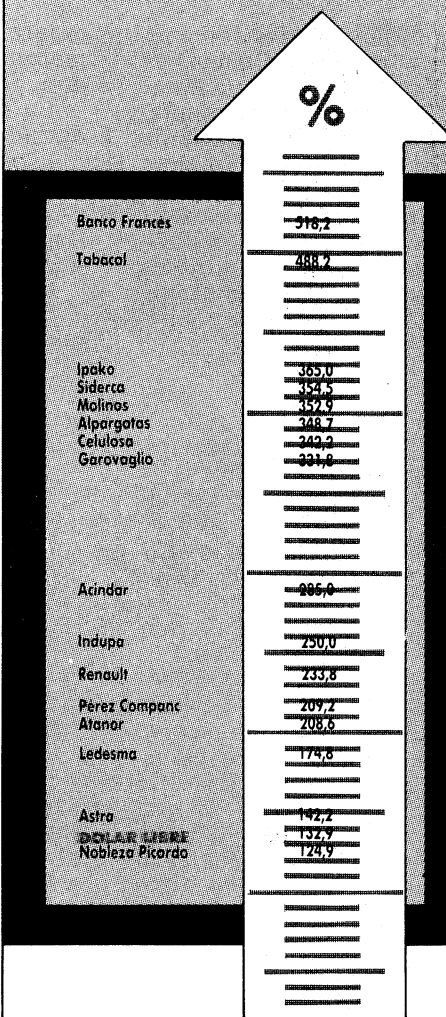 %
Banco Francés 518,2
Tabacal 488,2
Ipako 365,0
Siderca 354,5
Molinos 352,9
Alpargatas 348,7
Celulosa 342,2
Garovaglio 331,8
Acindar 285,0
Indupa 250,0
Renault 233,8
Pérez Companc 209,2
Atanor 208,6
Ledesma 174,8
Astra 142,2
DOLAR LIBRE 132,9
Nobleza Picardo 124,9